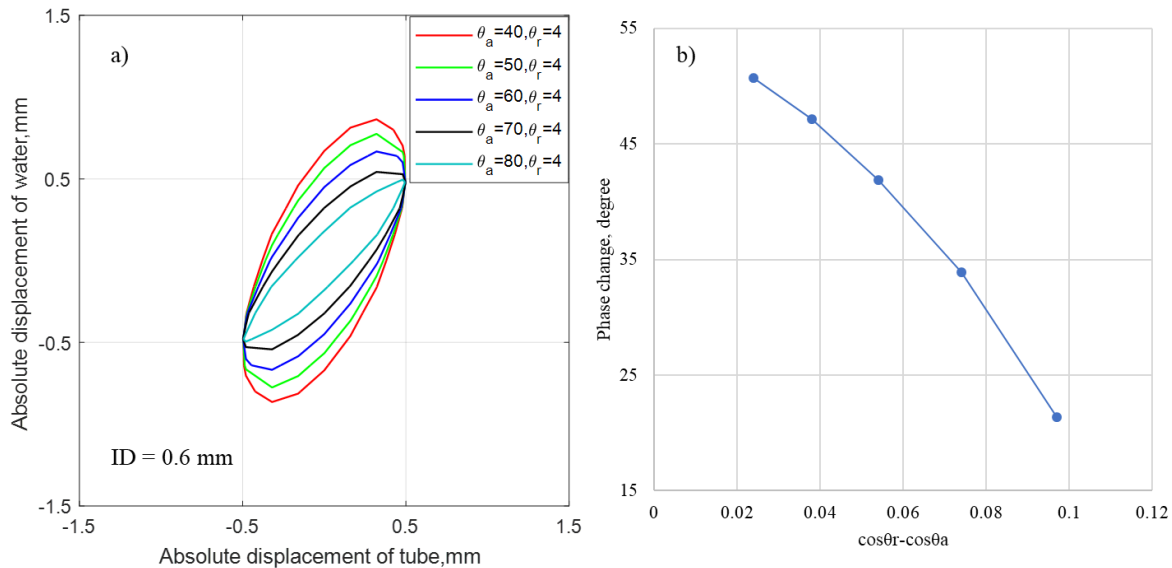 a)
θa=40,θr=4
θa=50,θr=4
θa=60,θr=4
θa=70,θr=4
θa=80,θr=4
1.5
0.5
-0.5
-1.5
Absolute displacement of water,mm
ID = 0.6 mm
-1.5 -0.5 0.5 1.5
Absolute displacement of tube,mm
b)
55
45
35
25
15
Phase change, degree
0 0.02 0.04 0.06 0.08 0.1 0.12
cosθr-cosθa